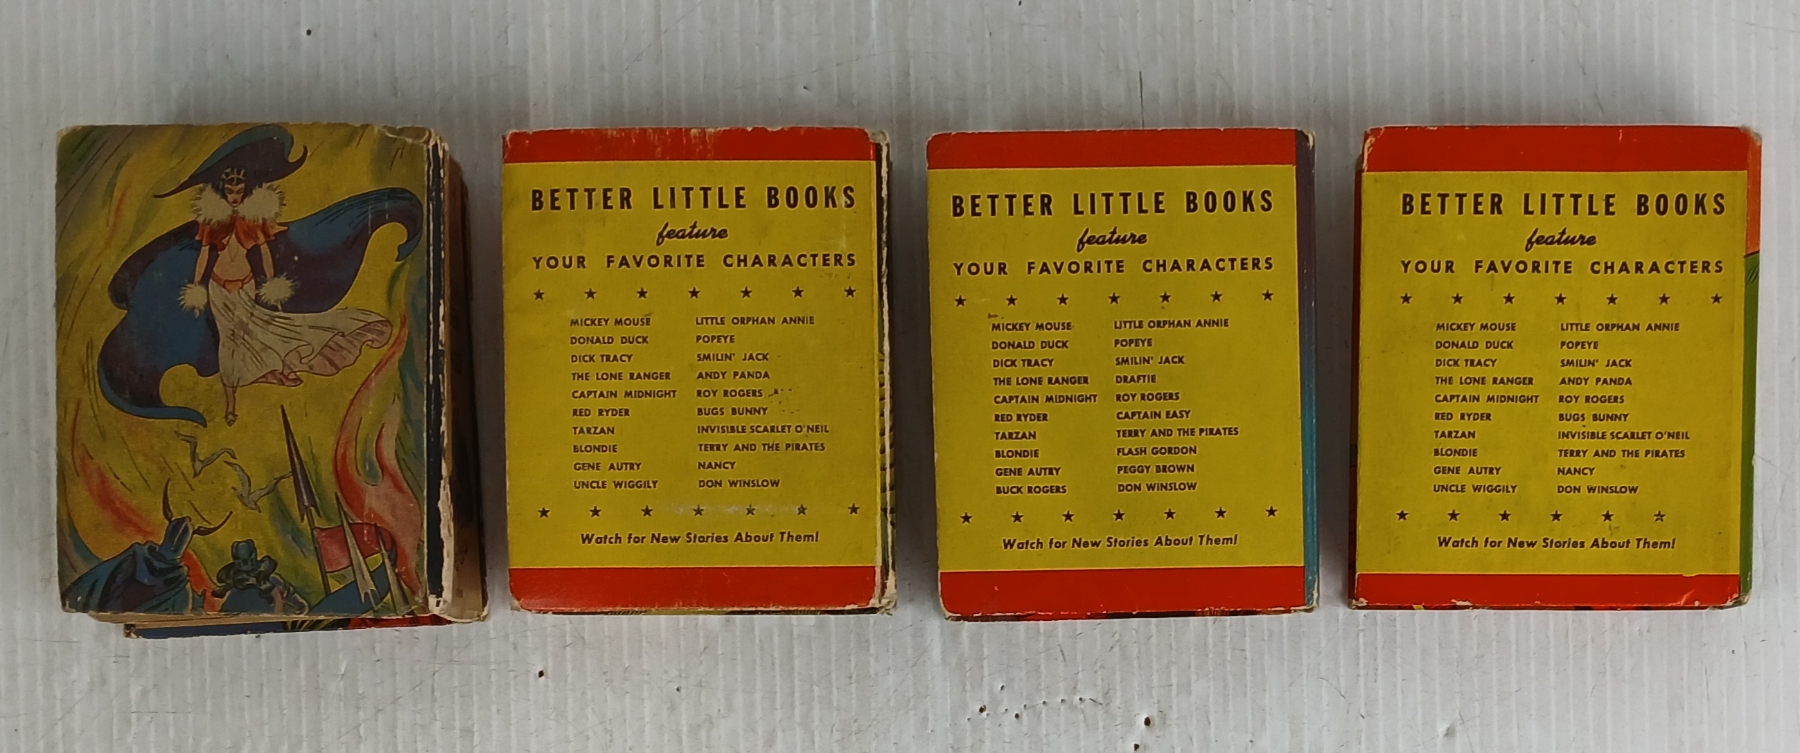 BETTER LITTLE BOOKS
feature
YOUR FAVORITE CHARACTERS
MICKEY MOUSE LITTLE ORPHAN ANNIE
DONALD DUCK POPEYE
DICK TRACY SMILIN' JACK
THE LONE RANGER ANDY PANDA
CAPTAIN MIDNIGHT ROY ROGERS
RED RYDER BUGS BUNNY
TARZAN INVISIBLE SCARLET O'NEIL
BLONDIE TERRY AND THE PIRATES
GENE AUTRY NANCY
UNCLE WIGGILY DON WINSLOW
Watch for New Stories About Them!
BETTER LITTLE BOOKS
feature
YOUR FAVORITE CHARACTERS
MICKEY MOUSE LITTLE ORPHAN ANNIE
DONALD DUCK POPEYE
DICK TRACY SMILIN' JACK
THE LONE RANGER DRAFTIE
CAPTAIN MIDNIGHT ROY ROGERS
RED RYDER CAPTAIN EASY
TARZAN TERRY AND THE PIRATES
BLONDIE FLASH GORDON
GENE AUTRY PEGGY BROWN
BUCK ROGERS DON WINSLOW
Watch for New Stories About Them!
BETTER LITTLE BOOKS
feature
YOUR FAVORITE CHARACTERS
MICKEY MOUSE LITTLE ORPHAN ANNIE
DONALD DUCK POPEYE
DICK TRACY SMILIN' JACK
THE LONE RANGER ANDY PANDA
CAPTAIN MIDNIGHT ROY ROGERS
RED RYDER BUGS BUNNY
TARZAN INVISIBLE SCARLET O'NEIL
BLONDIE TERRY AND THE PIRATES
GENE AUTRY NANCY
UNCLE WIGGILY DON WINSLOW
Watch for New Stories About Them!